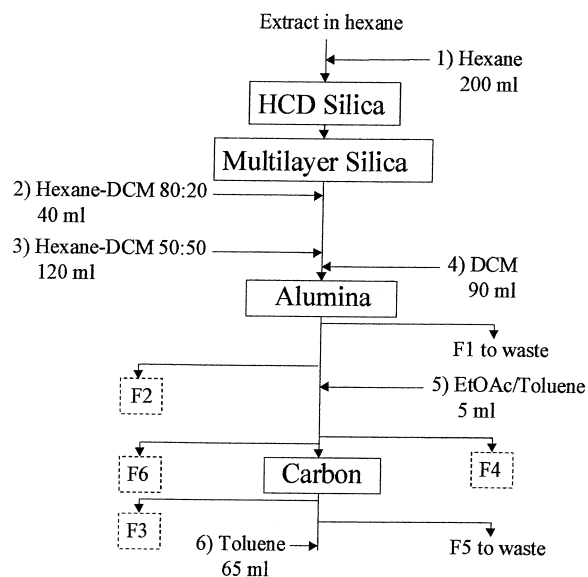 Extract in hexane
1) Hexane
200 ml
HCD Silica
Multilayer Silica
2) Hexane-DCM 80:20
40 ml
3) Hexane-DCM 50:50
120 ml
4) DCM
90 ml
Alumina
F1 to waste
F2
5) EtOAc/Toluene
5 ml
F6
Carbon
F4
F3
6) Toluene
65 ml
F5 to waste